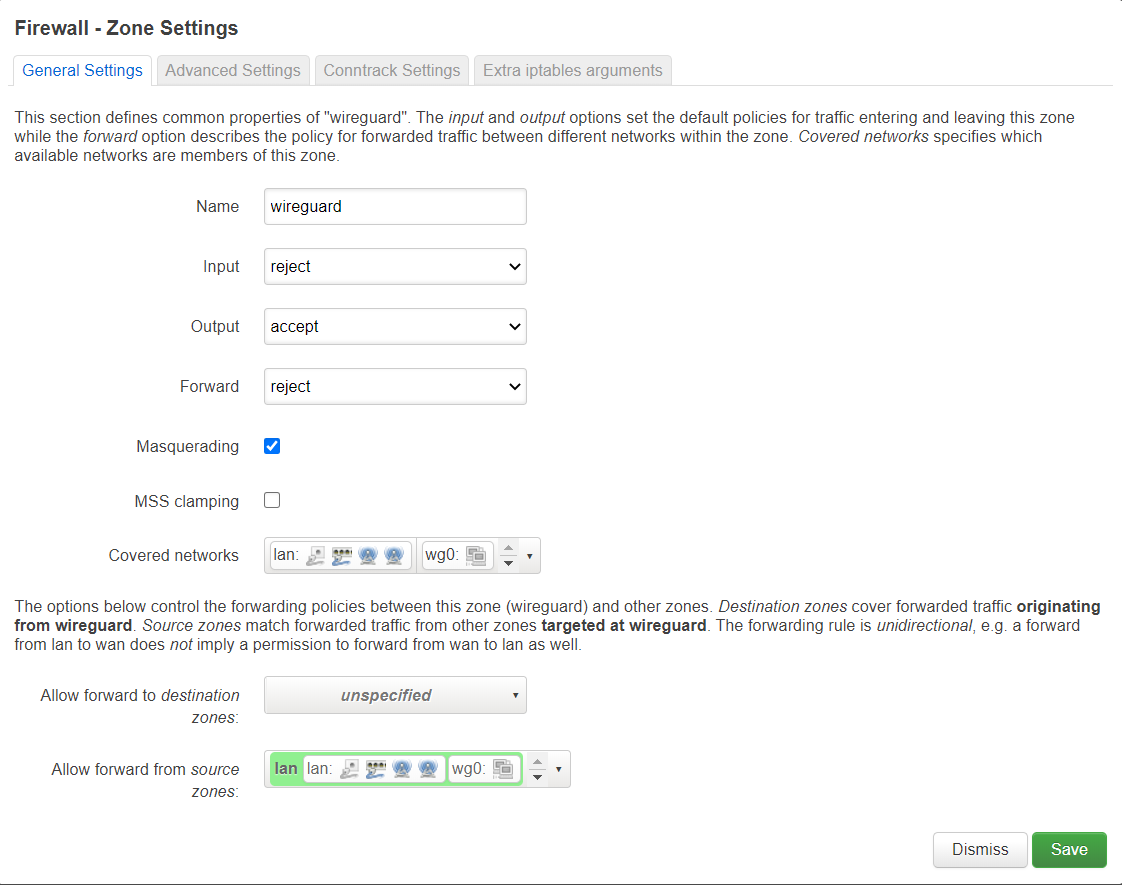 Firewall - Zone Settings
General Settings
Advanced Settings
Conntrack Settings
Extra iptables arguments
This section defines common properties of "wireguard". The input and output options set the default policies for traffic entering and leaving this zone
while the forward option describes the policy for forwarded traffic between different networks within the zone. Covered networks specifies which
available networks are members of this zone.
Name
wireguard
Input
reject
Output
accept
Forward
reject
Masquerading
MSS clamping
Covered networks
lan:
wg0:
The options below control the forwarding policies between this zone (wireguard) and other zones. Destination zones cover forwarded traffic originating
from wireguard. Source zones match forwarded traffic from other zones targeted at wireguard. The forwarding rule is unidirectional, e.g. a forward
from lan to wan does not imply a permission to forward from wan to lan as well.
Allow forward to destination
zones:
unspecified
Allow forward from source
zones:
lan
lan:
wg0:
Dismiss
Save